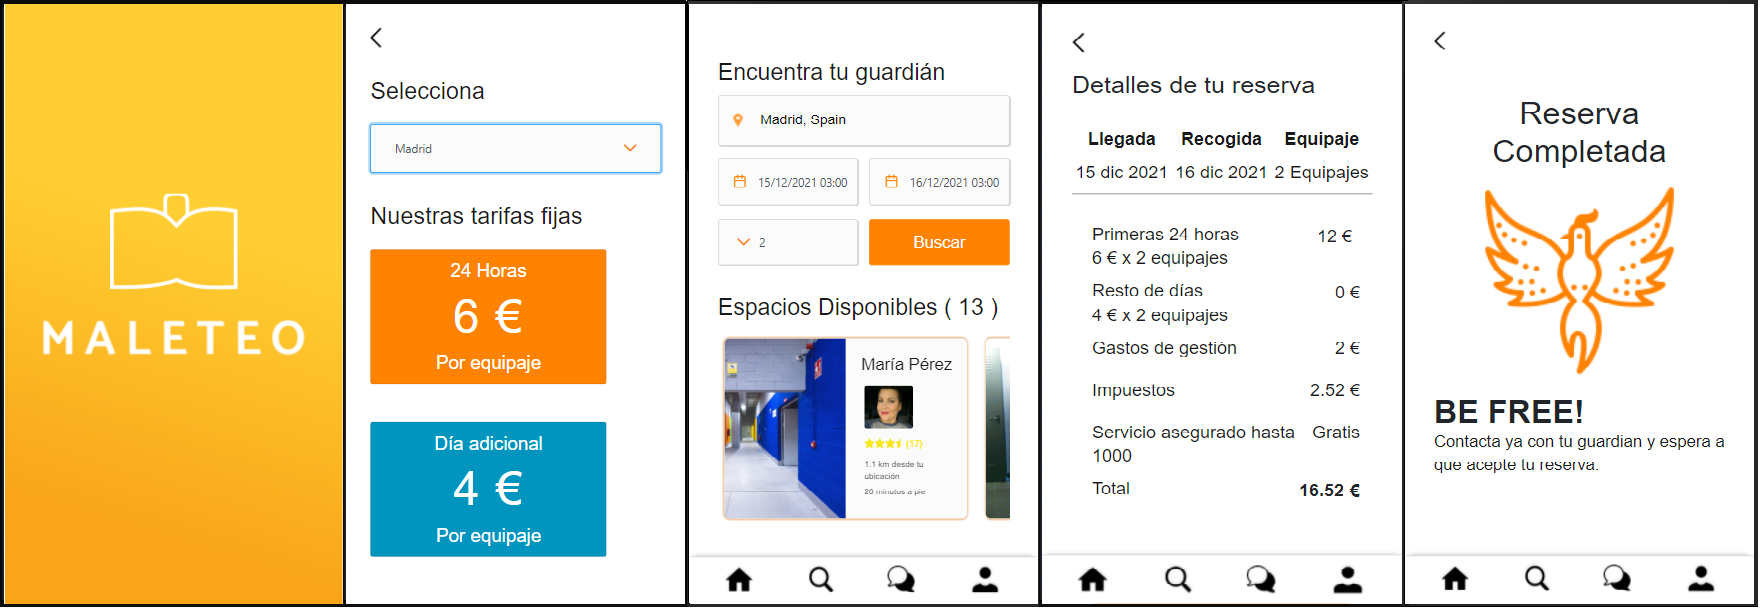 MALETEO
Selecciona
Madrid
Nuestras tarifas fijas
24 Horas
6 €
Por equipaje
Día adicional
4 €
Por equipaje
Encuentra tu guardián
Madrid, Spain
15/12/2021 03:00
16/12/2021 03:00
2
Buscar
Espacios Disponibles ( 13 )
María Pérez
(17)
1.1 km desde tu
ubicación
20 minutos a pie
Detalles de tu reserva
Llegada Recogida Equipaje
15 dic 2021 16 dic 2021 2 Equipajes
Primeras 24 horas 12 €
6 € x 2 equipajes
Resto de días 0 €
4 € x 2 equipajes
Gastos de gestión 2 €
Impuestos 2.52 €
Servicio asegurado hasta Gratis
1000
Total 16.52 €
Reserva
Completada
BE FREE!
Contacta ya con tu guardian y espera a
que acepte tu reserva.